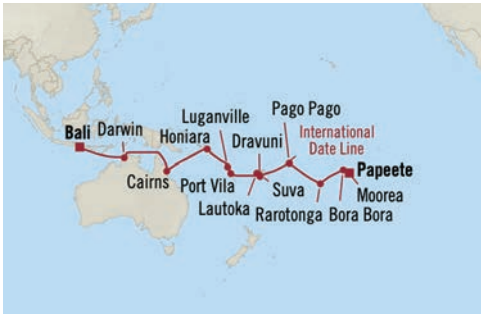 Bali
Darwin
Cairns
Honiara
Luganville
Port Vila
Lautoka
Dravuni
Suva
Pago Pago
International
Date Line
Rarotonga
Bora Bora
Moorea
Papeete